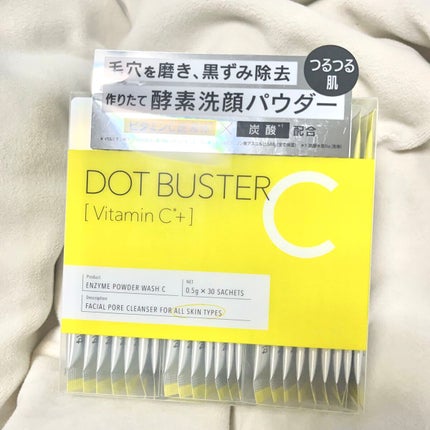 毛穴を磨き、黒ずみ除去
作りたて酵素洗顔パウダー
つるつる
肌
炭酸 配合
DOT BUSTER C
[Vitamin C*+]
Product
ENZYME POWDER WASH C
NET
0.5g × 30 SACHETS
Description
FACIAL PORE CLEANSER FOR ALL SKIN TYPES